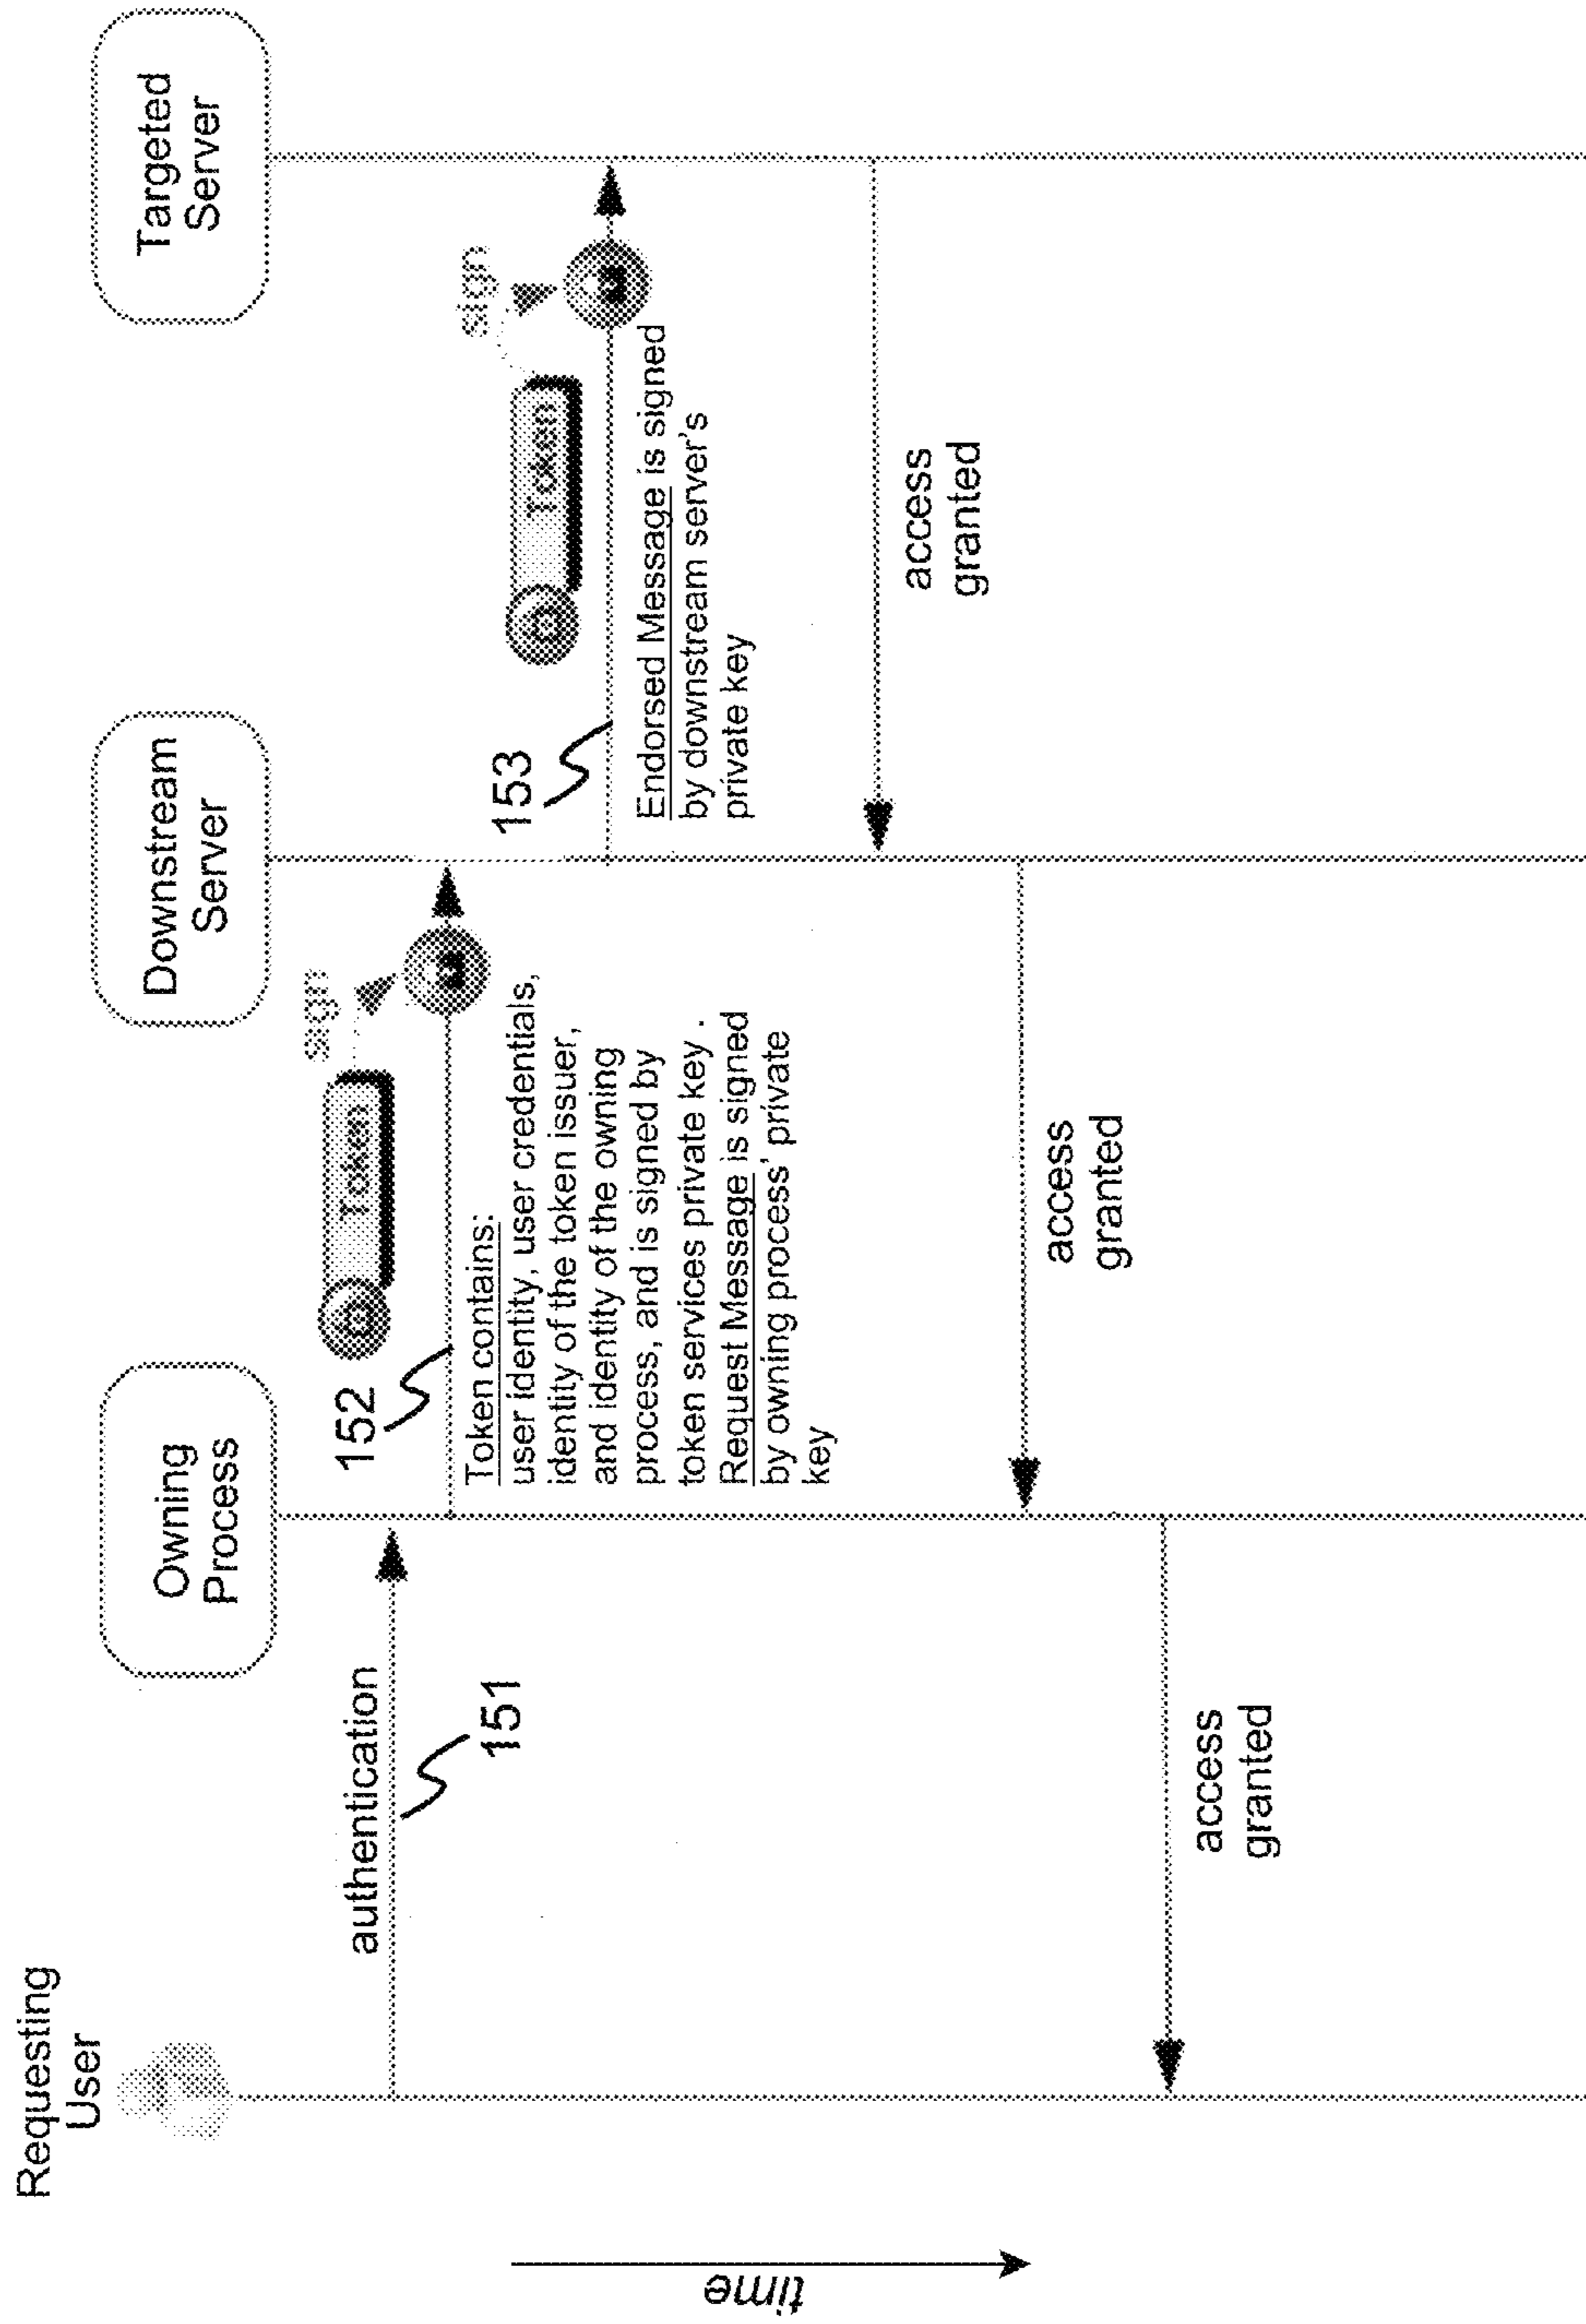 Requesting
User
Owning
Process
Downstream
Server
Targeted
Server
time
authentication
151
152
Token
sign
Token contains:
user identity, user credentials,
identity of the token issuer,
and identity of the owning
process, and is signed by
token services private key .
Request Message is signed
by owning process' private
key
153
Token
sign
Endorsed Message is signed
by downstream server's
private key
access
granted
access
granted
access
granted